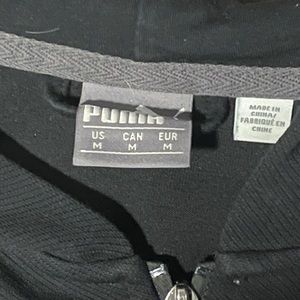 PUMA
US CAN EUR
M M M
MADE IN
CHINA/
FABRIQUÉ EN
CHINE